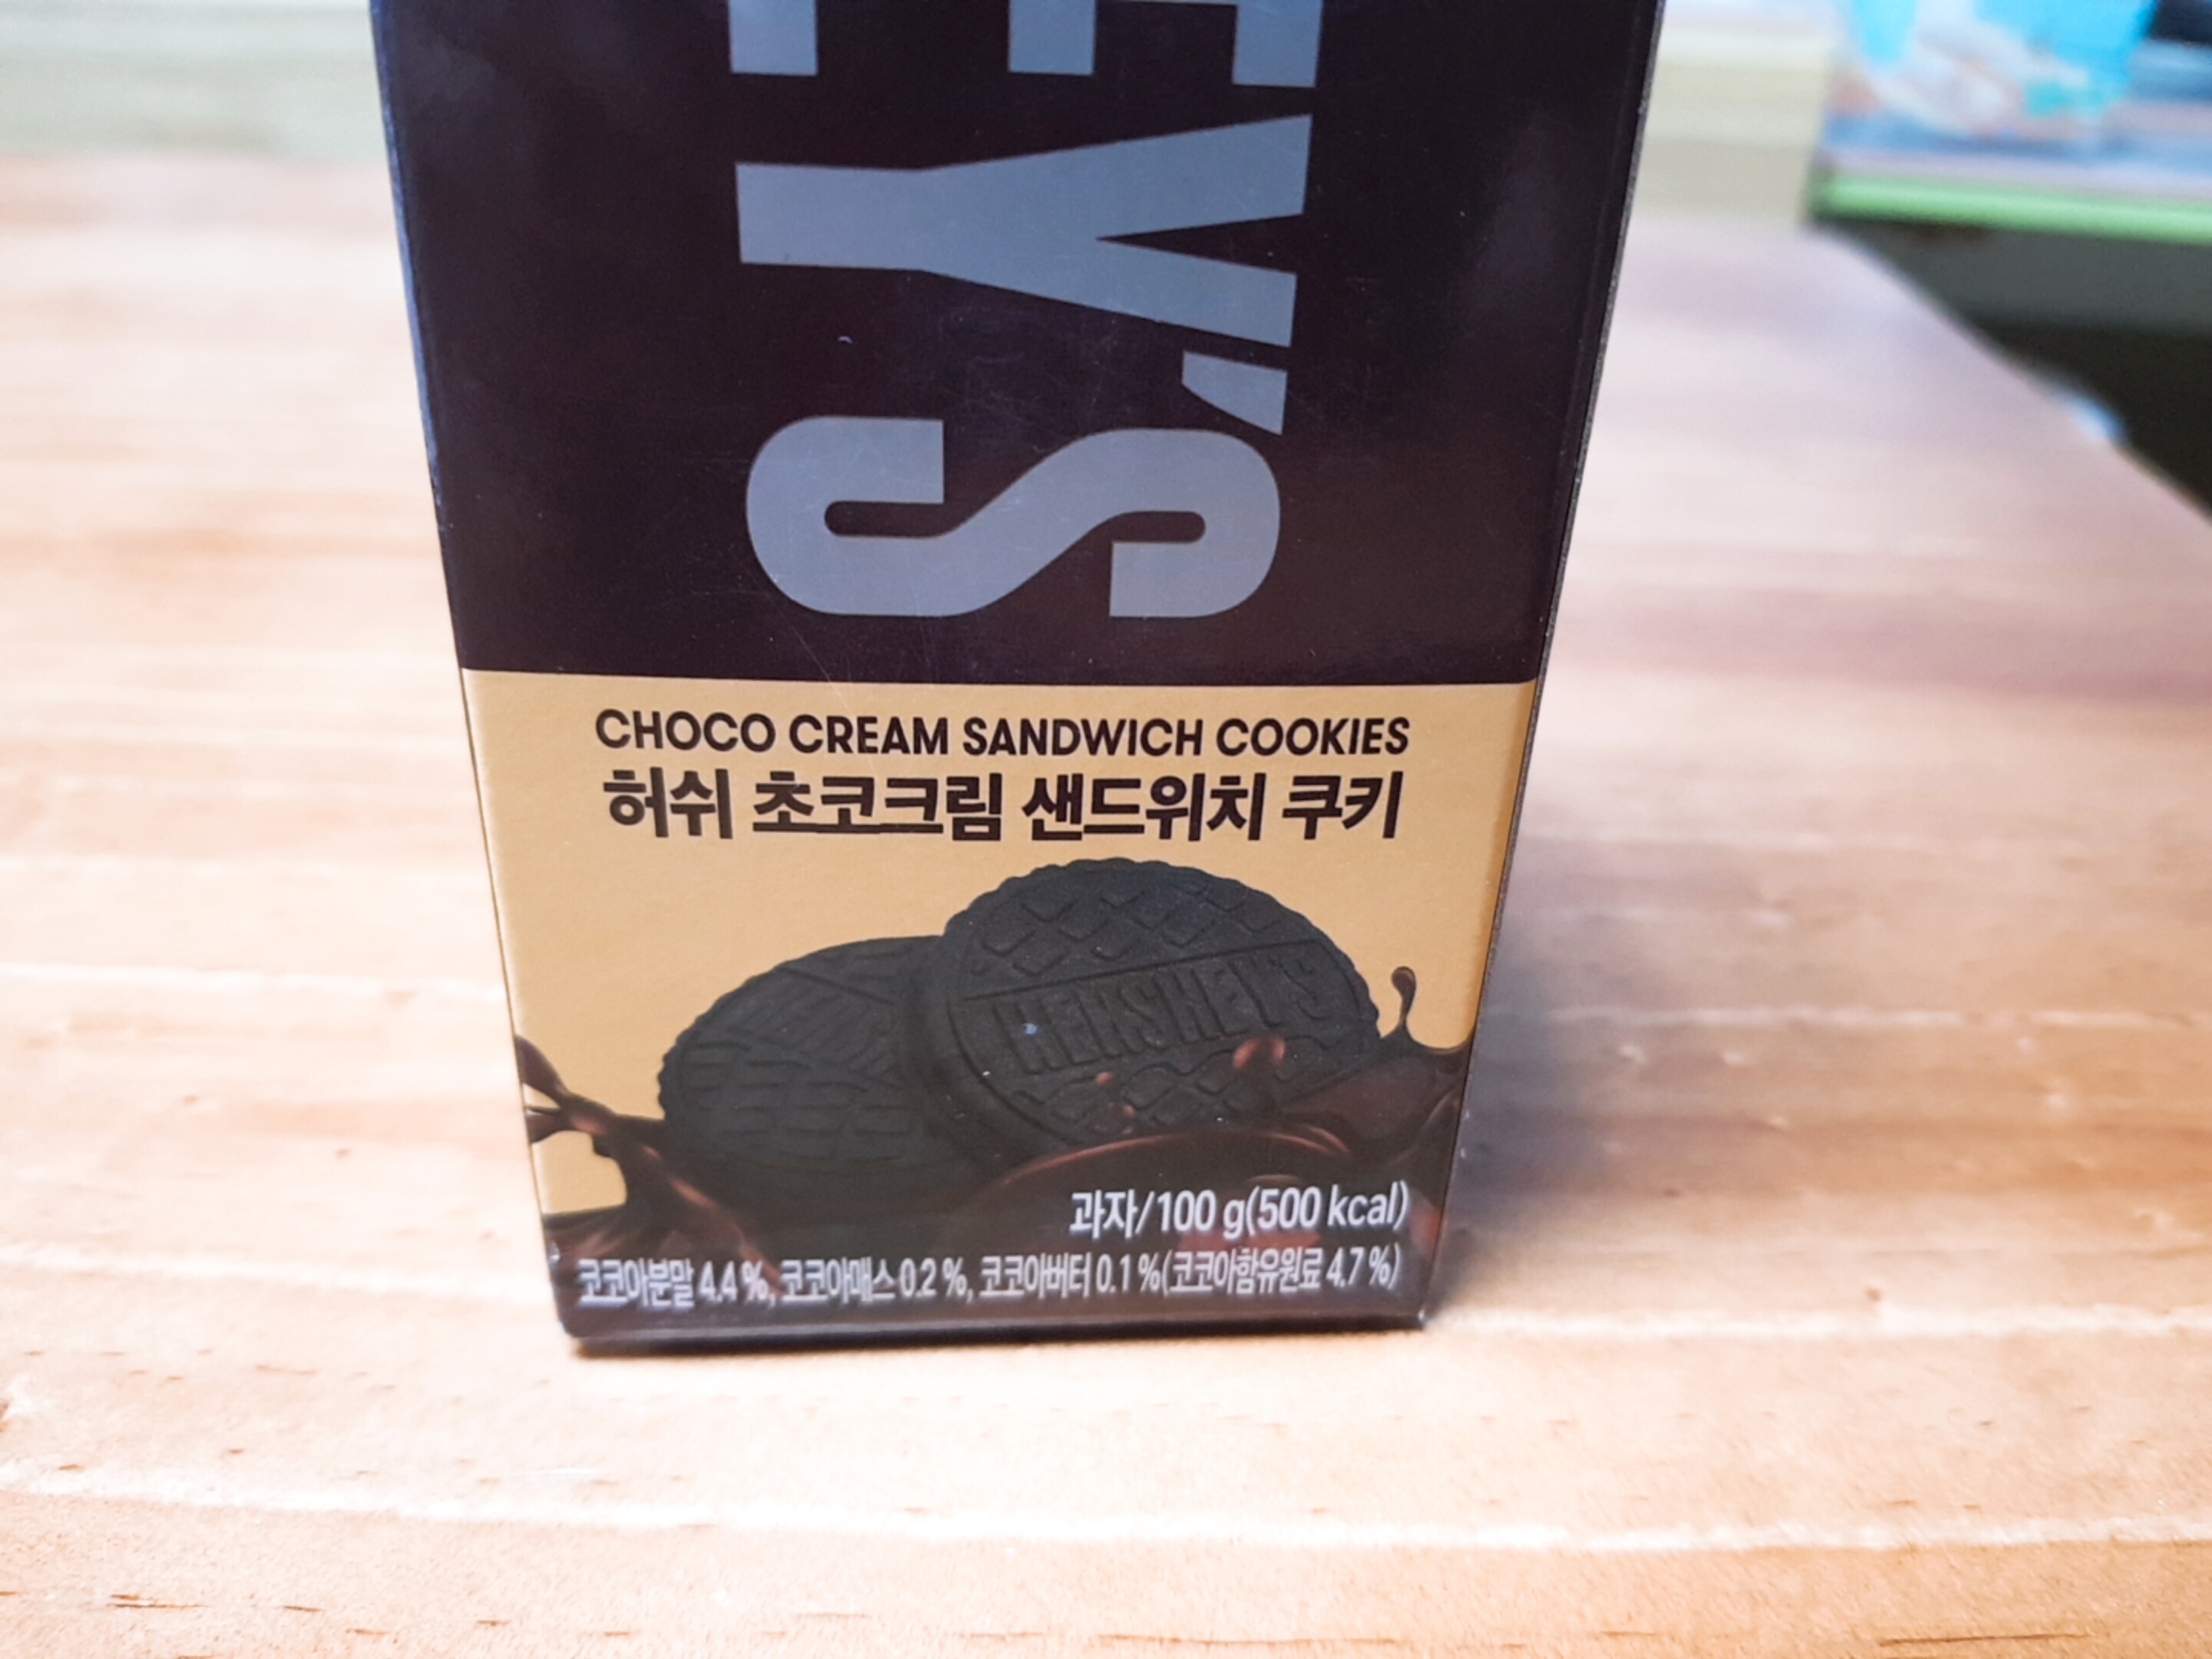 EY'S
CHOCO CREAM SANDWICH COOKIES
허쉬 초코크림 샌드위치 쿠키
HERSHEY'S
과자/100 g(500 kcal)
코코아분말 4.4 %, 코코아매스 0.2 %, 코코아버터 0.1 %(코코아함유원료 4.7 %)